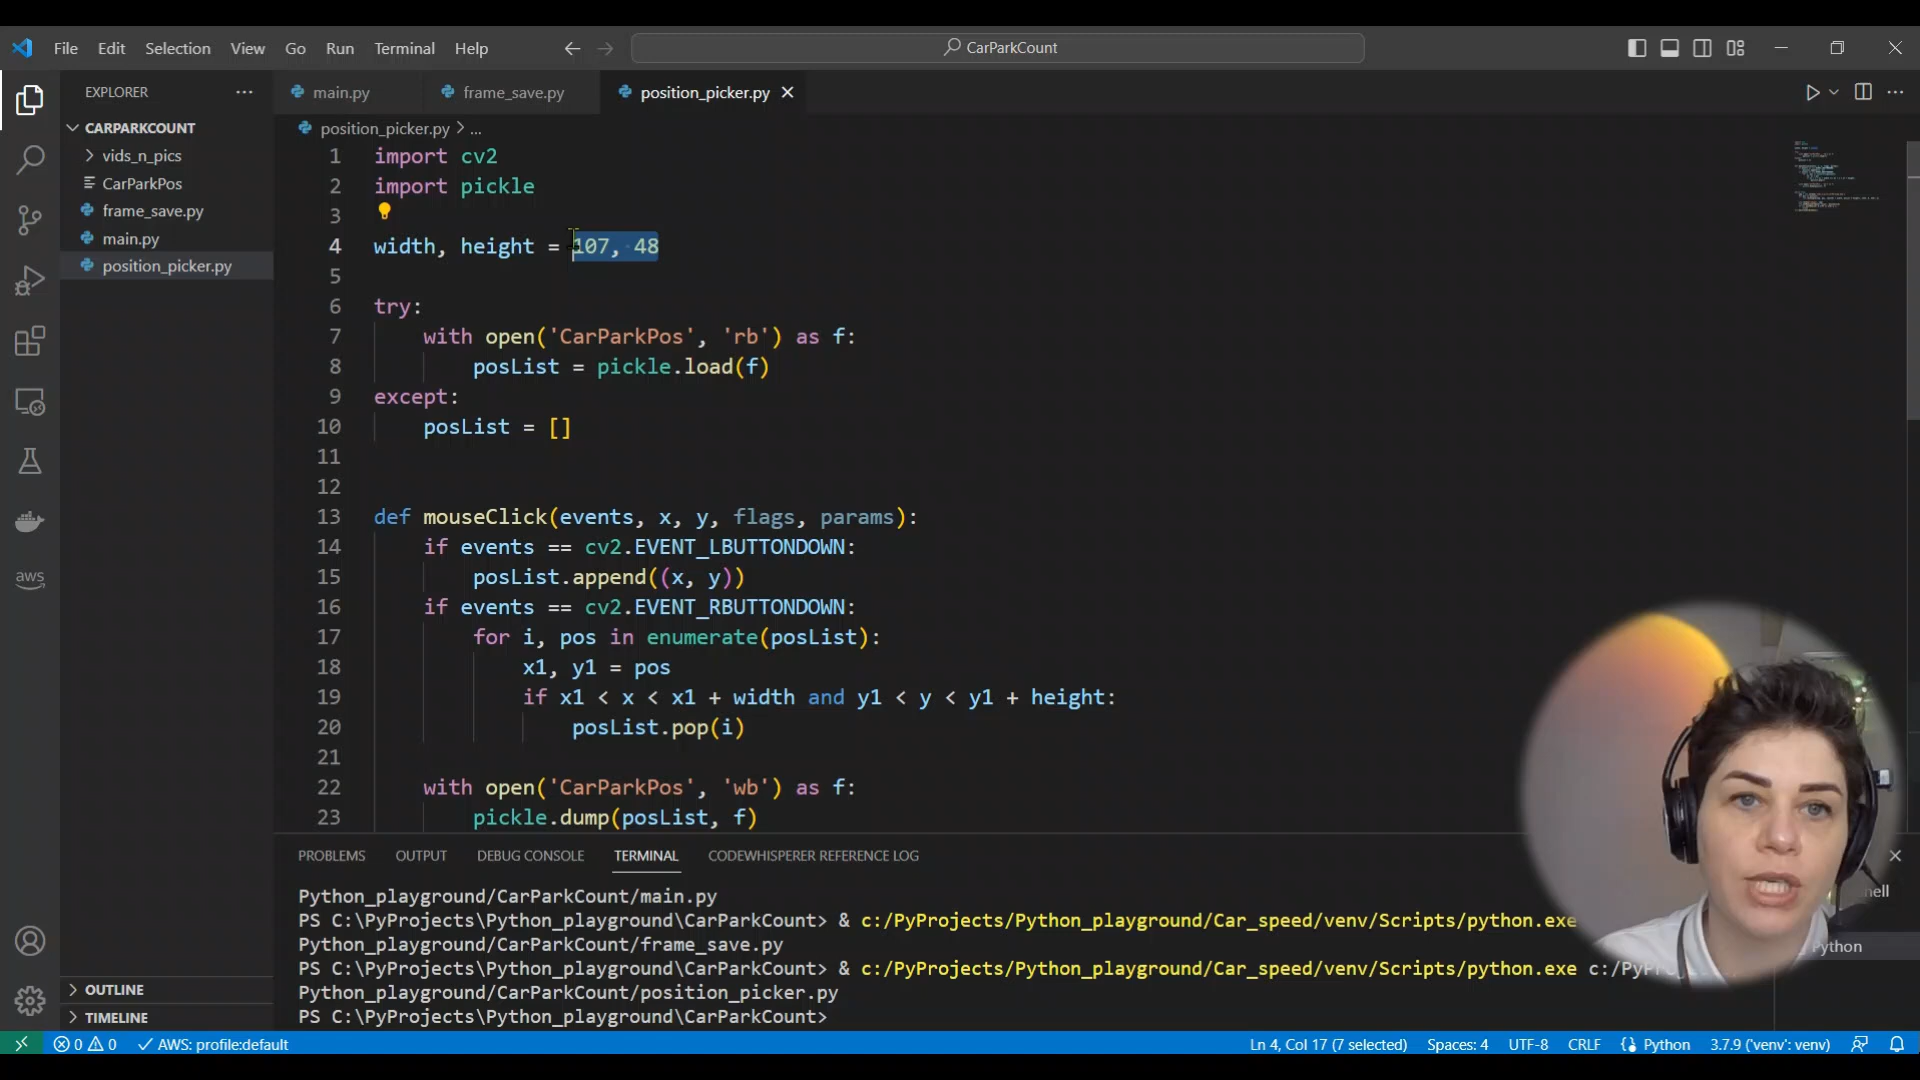 File Edit Selection View Go Run Terminal Help
CarParkCount
EXPLORER
main.py frame_save.py position_picker.py
CARPARKCOUNT
vids_n_pics
CarParkPos
frame_save.py
main.py
position_picker.py
position_picker.py > ...
1 import cv2
2 import pickle
3
4 width, height = 107, 48
5
6 try:
7 with open('CarParkPos', 'rb') as f:
8 posList = pickle.load(f)
9 except:
10 posList = []
11
12
13 def mouseClick(events, x, y, flags, params):
14 if events == cv2.EVENT_LBUTTONDOWN:
15 posList.append((x, y))
16 if events == cv2.EVENT_RBUTTONDOWN:
17 for i, pos in enumerate(posList):
18 x1, y1 = pos
19 if x1 < x < x1 + width and y1 < y < y1 + height:
20 posList.pop(i)
21
22 with open('CarParkPos', 'wb') as f:
23 pickle.dump(posList, f)
aws
PROBLEMS OUTPUT DEBUG CONSOLE TERMINAL CODEWHISPERER REFERENCE LOG
Python_playground/CarParkCount/main.py
PS C:\PyProjects\Python_playground\CarParkCount> & c:/PyProjects/Python_playground/Car_speed/venv/Scripts/python.exe
Python_playground/CarParkCount/frame_save.py
PS C:\PyProjects\Python_playground\CarParkCount> & c:/PyProjects/Python_playground/Car_speed/venv/Scripts/python.exe
Python_playground/CarParkCount/position_picker.py
PS C:\PyProjects\Python_playground\CarParkCount>
Python
OUTLINE
TIMELINE
0 0 AWS: profile:default Ln 4, Col 17 (7 selected) Spaces: 4 UTF-8 CRLF Python 3.7.9 ('venv': venv)